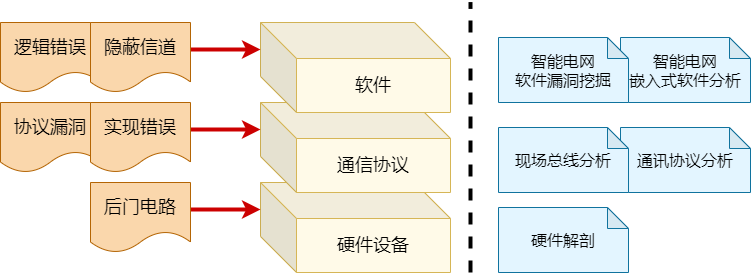 逻辑错误
隐蔽信道
软件
智能电网
软件漏洞挖掘
智能电网
嵌入式软件分析
协议漏洞
实现错误
通信协议
现场总线分析
通讯协议分析
后门电路
硬件设备
硬件解剖